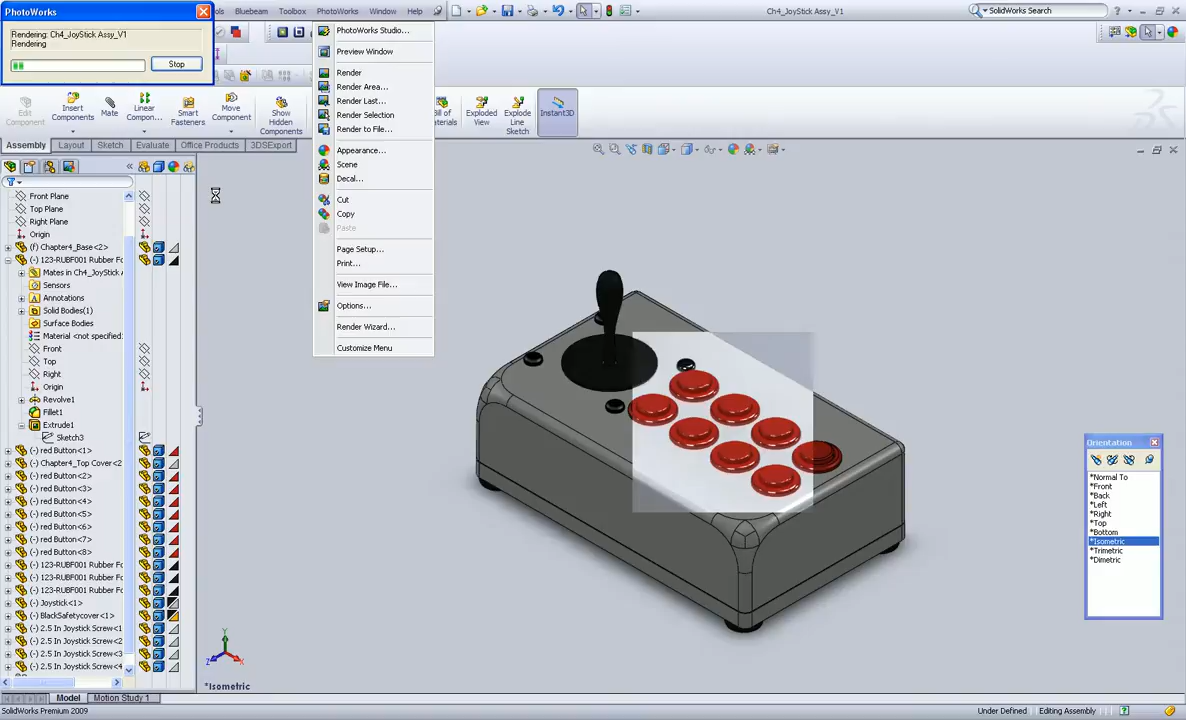 PhotoWorks
Rendering: Ch4_JoyStick Assy_V1
Rendering
Stop
ls Bluebeam Toolbox PhotoWorks Window Help
Ch4_JoyStick Assy_V1
SolidWorks Search
Edit Component
Insert Components
Mate
Linear Compon...
Smart Fasteners
Move Component
Show Hidden Components
Bill of Materials
Exploded View
Explode Line Sketch
Instant3D
Assembly Layout Sketch Evaluate Office Products 3DSExport
PhotoWorks Studio...
Preview Window
Render
Render Area...
Render Last...
Render Selection
Render to File...
Appearance...
Scene
Decal...
Cut
Copy
Paste
Page Setup...
Print...
View Image File...
Options...
Render Wizard...
Customize Menu
Front Plane
Top Plane
Right Plane
Origin
(f) Chapter4_Base<2>
(-) 123-RUBF001 Rubber Fo
Mates in Ch4_JoyStick A
Sensors
Annotations
Solid Bodies(1)
Surface Bodies
Material <not specified
Front
Top
Right
Origin
Revolve1
Fillet1
Extrude1
Sketch3
(-) red Button<1>
(-) Chapter4_Top Cover<2
(-) red Button<2>
(-) red Button<3>
(-) red Button<4>
(-) red Button<5>
(-) red Button<6>
(-) red Button<7>
(-) red Button<8>
(-) 123-RUBF001 Rubber Fo
(-) 123-RUBF001 Rubber Fo
(-) 123-RUBF001 Rubber Fo
(-) Joystick<1>
(-) BlackSafetycover<1>
(-) 2.5 In Joystick Screw<1
(-) 2.5 In Joystick Screw<2
(-) 2.5 In Joystick Screw<3
(-) 2.5 In Joystick Screw<4
Orientation
*Normal To
*Front
*Back
*Left
*Right
*Top
*Bottom
*Isometric
*Trimetric
*Dimetric
Y
Z
X
*Isometric
Model Motion Study 1
SolidWorks Premium 2009
Under Defined Editing Assembly